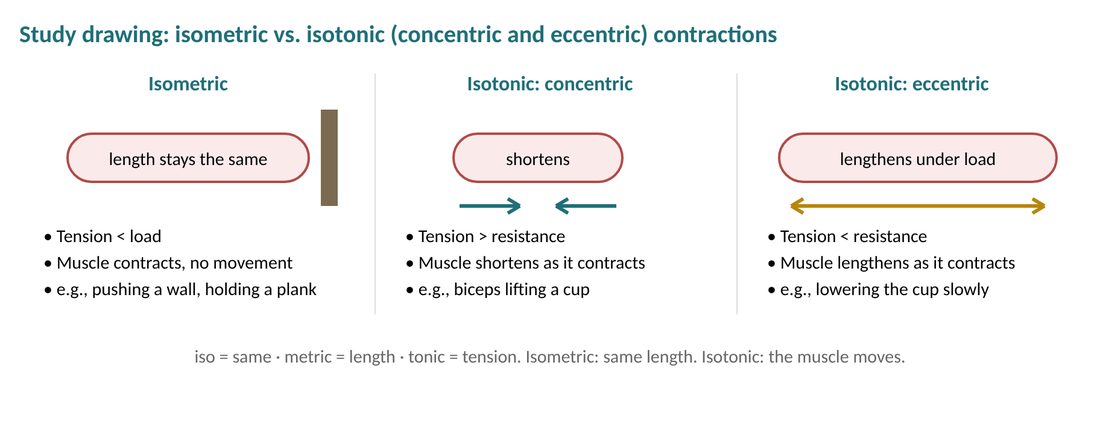 Study drawing: isometric vs. isotonic (concentric and eccentric) contractions
Isometric
length stays the same
• Tension < load
• Muscle contracts, no movement
• e.g., pushing a wall, holding a plank
Isotonic: concentric
shortens
• Tension > resistance
• Muscle shortens as it contracts
• e.g., biceps lifting a cup
Isotonic: eccentric
lengthens under load
• Tension < resistance
• Muscle lengthens as it contracts
• e.g., lowering the cup slowly
iso = same · metric = length · tonic = tension. Isometric: same length. Isotonic: the muscle moves.